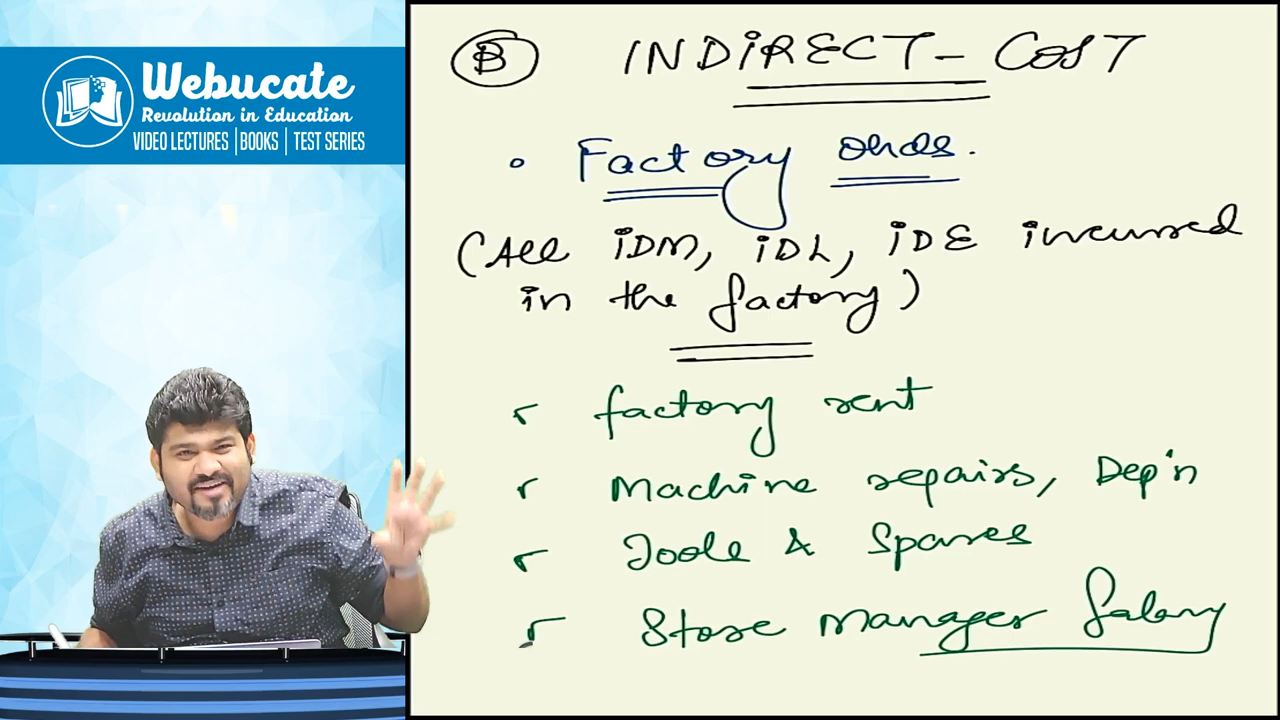 Webucate
Revolution in Education
VIDEO LECTURES | BOOKS | TEST SERIES
B INDIRECT - COST
• Factory ohds.
(All iDM, iDL, iDE incurred
in the factory)
factory rent
Machine repairs, Dep'n
Tools & Spares
Store Manager Salary